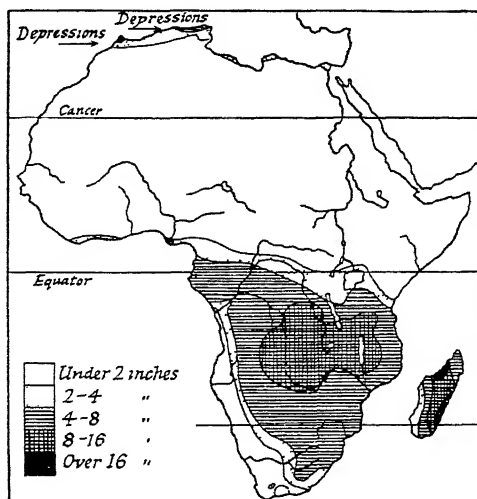 Depressions
Depressions
Cancer
Equator
Under 2 inches
2-4 "
4-8 "
8-16 "
Over 16 "